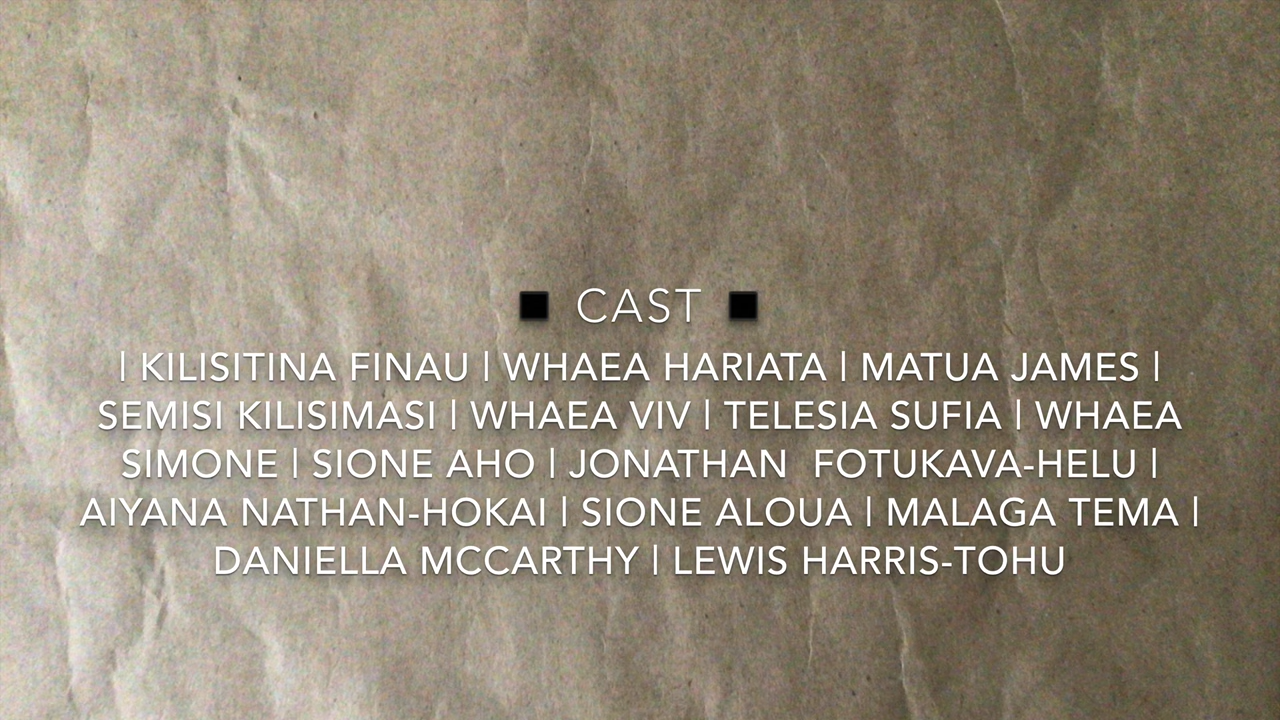 ■ CAST ■
| KILISITINA FINAU | WHAEA HARIATA | MATUA JAMES |
SEMISI KILISIMASI | WHAEA VIV | TELESIA SUFIA | WHAEA
SIMONE | SIONE AHO | JONATHAN  FOTUKAVA-HELU |
AIYANA NATHAN-HOKAI | SIONE ALOUA | MALAGA TEMA |
DANIELLA MCCARTHY | LEWIS HARRIS-TOHU